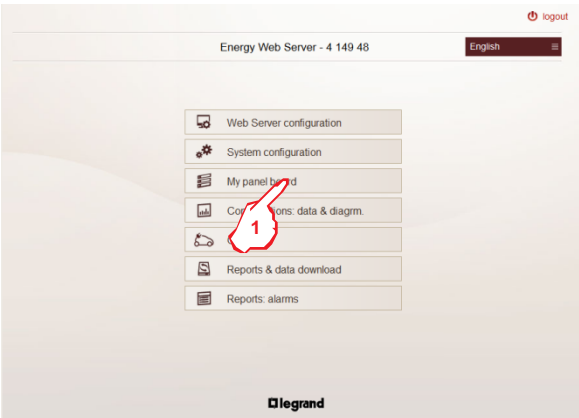 logout
Energy Web Server - 4 149 48
English
Web Server configuration
System configuration
My panel board
data & diagrm.
1
Reports & data download
Reports: alarms
legrand